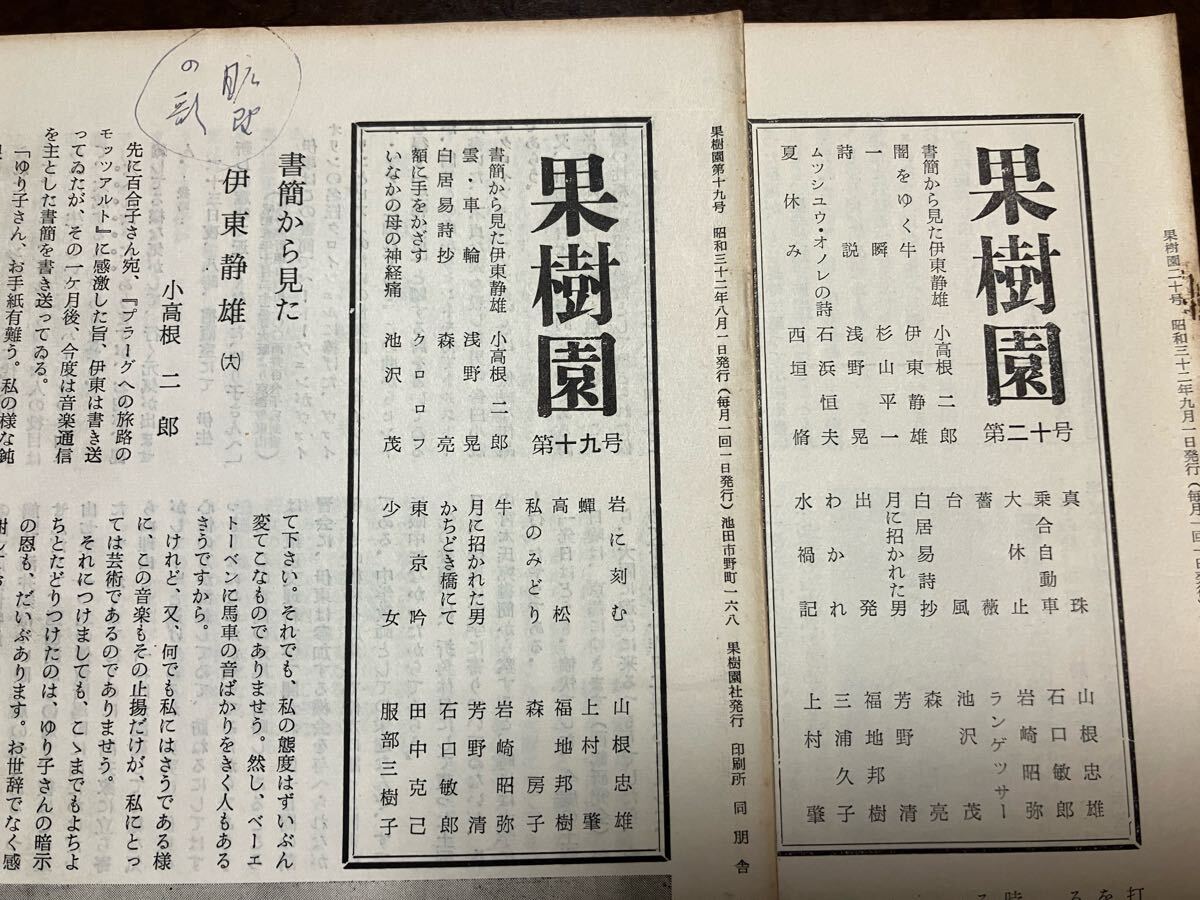 果樹園二十号 昭和三十二年九月一日発行(毎月一回一日発行
果樹園
第二十号
書簡から見た伊東静雄 小高根二郎
闇をゆく牛 伊東静雄
一瞬 杉山平一
詩説 浅野晃
ムツシユウ・オノレの詩 石浜恒夫
夏休み 西垣脩
真珠 山根忠雄
乗合自動車 石口敏郎
大休止 岩崎昭弥
薔薇 ランゲツサー
台風 池沢茂
白居易詩抄 森亮
月に招かれた男 芳野清
出発 福地邦樹
わかれ 三浦久子
水禍記 上村肇
果樹園第十九号 昭和三十二年八月一日発行(毎月一回一日発行)池田市野町一六八 果樹園社発行 印刷所 同朋舎
果樹園
第十九号
書簡から見た伊東静雄 小高根二郎
雲・車輪 浅野晃
白居易詩抄 森亮
額に手をかざす クロロフ
いなかの母の神経痛 池沢茂
岩に刻む 山根忠雄
蟬 上村肇
高松 福地邦樹
私のみどり 森房子
牛 岩崎昭弥
月に招かれた男 芳野清
かちどき橋にて 石口敏郎
東京吟 田中克己
少女 服部三樹子
の歌
書簡から見た
伊東静雄 ㈥
小高根二郎
先に百合子さん宛、『プラーグへの旅路の
モッツアルト』に感激した旨、伊東は書き送
つてゐたが、その一ケ月後、今度は音楽通信
を主とした書簡を書き送つてゐる。
「ゆり子さん、お手紙有難う。私の様な鈍
て下さい。それでも、私の態度はずいぶん
変てこなものでありませう。然し、ベーェ
トーベンに馬車の音ばかりをきく人もある
さうですから。
けれど、又、何でも私にはさうである様
に、この音楽もその止揚だけが、私にとっ
ては芸術であるのでありませう。
それにつけましても、こゝまでもよちよ
ちとたどりつけたのは、ゆり子さんの暗示
の恩も、だいぶあります。お世辞でなく感